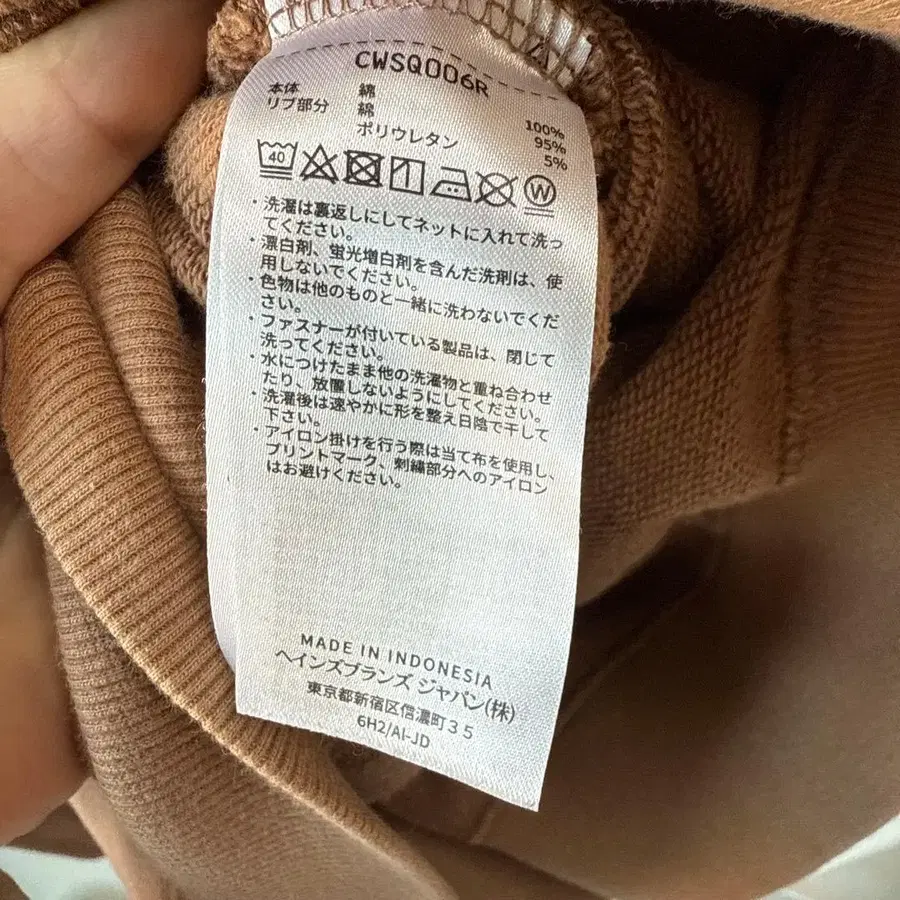 CWSQ006R
本体 綿 100%
リブ部分 綿 95%
ポリウレタン 5%
40 W
・洗濯は裏返しにしてネットに入れて洗っ
てください。
・漂白剤、蛍光増白剤を含んだ洗剤は、使
用しないでください。
・色物は他のものと一緒に洗わないでくだ
さい。
・ファスナーが付いている製品は、閉じて
洗ってください。
・水につけたまま他の洗濯物と重ね合わせ
たり、放置しないようにしてください。
・洗濯後は速やかに形を整え日陰で干して
下さい。
・アイロン掛けを行う際は当て布を使用し、
プリントマーク、刺繍部分へのアイロン
はお避けください。
MADE IN INDONESIA
ヘインズブランズ ジャパン(株)
東京都新宿区信濃町35
6H2/AI-JD